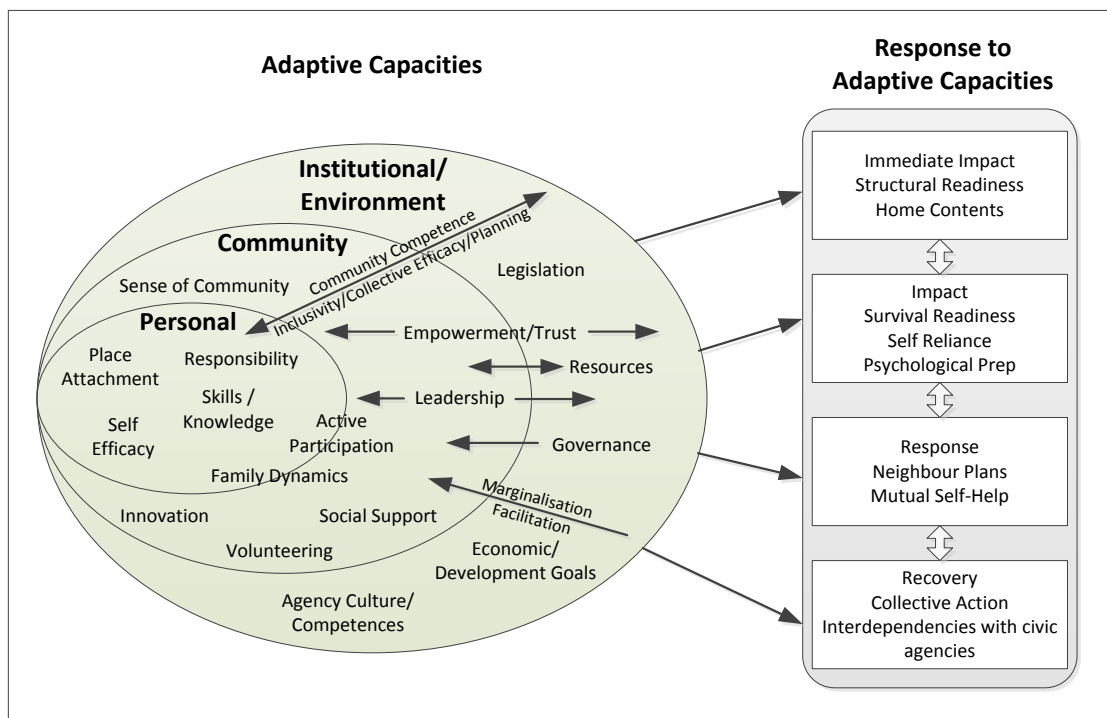 Adaptive Capacities
Response to
Adaptive Capacities
Institutional/
Environment
Community
Community Competence
Inclusivity/Collective Efficacy/Planning
Legislation
Sense of Community
Personal
Empowerment/Trust
Place
Attachment
Responsibility
Resources
Skills /
Knowledge
Leadership
Self
Efficacy
Active
Participation
Governance
Family Dynamics
Marginalisation
Facilitation
Innovation
Social Support
Volunteering
Economic/
Development Goals
Agency Culture/
Competences
Immediate Impact
Structural Readiness
Home Contents
Impact
Survival Readiness
Self Reliance
Psychological Prep
Response
Neighbour Plans
Mutual Self-Help
Recovery
Collective Action
Interdependencies with civic
agencies